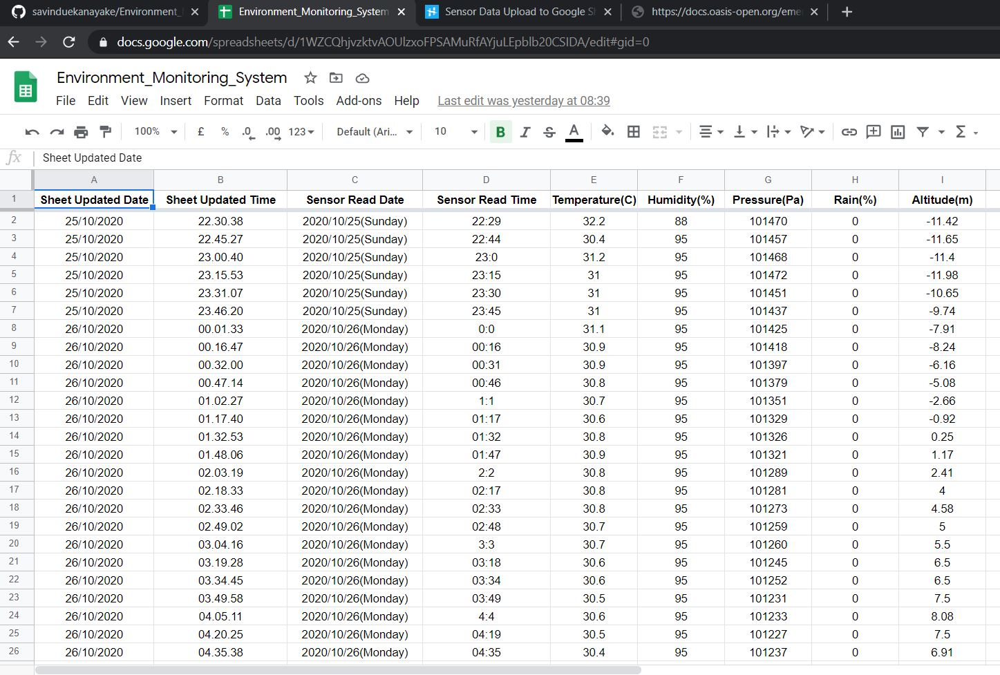 savinduekanayake/Environment_
Environment_Monitoring_System
Sensor Data Upload to Google Sh
https://docs.oasis-open.org/eme
docs.google.com/spreadsheets/d/1WZCQhjvzktvAOUlzxoFPSAMuRfAYjuLEpblb20CSIDA/edit#gid=0
Environment_Monitoring_System
File Edit View Insert Format Data Tools Add-ons Help Last edit was yesterday at 08:39
100% £ % .0 .00 123 Default (Ari... 10 B I S A Σ
fx Sheet Updated Date
A B C D E F G H I
1 Sheet Updated Date Sheet Updated Time Sensor Read Date Sensor Read Time Temperature(C) Humidity(%) Pressure(Pa) Rain(%) Altitude(m)
2 25/10/2020 22.30.38 2020/10/25(Sunday) 22:29 32.2 88 101470 0 -11.42
3 25/10/2020 22.45.27 2020/10/25(Sunday) 22:44 30.4 95 101457 0 -11.65
4 25/10/2020 23.00.40 2020/10/25(Sunday) 23:0 31.2 95 101468 0 -11.4
5 25/10/2020 23.15.53 2020/10/25(Sunday) 23:15 31 95 101472 0 -11.98
6 25/10/2020 23.31.07 2020/10/25(Sunday) 23:30 31 95 101451 0 -10.65
7 25/10/2020 23.46.20 2020/10/25(Sunday) 23:45 31 95 101437 0 -9.74
8 26/10/2020 00.01.33 2020/10/26(Monday) 0:0 31.1 95 101425 0 -7.91
9 26/10/2020 00.16.47 2020/10/26(Monday) 00:16 30.9 95 101418 0 -8.24
10 26/10/2020 00.32.00 2020/10/26(Monday) 00:31 30.9 95 101397 0 -6.16
11 26/10/2020 00.47.14 2020/10/26(Monday) 00:46 30.8 95 101379 0 -5.08
12 26/10/2020 01.02.27 2020/10/26(Monday) 1:1 30.7 95 101351 0 -2.66
13 26/10/2020 01.17.40 2020/10/26(Monday) 01:17 30.6 95 101329 0 -0.92
14 26/10/2020 01.32.53 2020/10/26(Monday) 01:32 30.8 95 101326 0 0.25
15 26/10/2020 01.48.06 2020/10/26(Monday) 01:47 30.9 95 101321 0 1.17
16 26/10/2020 02.03.19 2020/10/26(Monday) 2:2 30.8 95 101289 0 2.41
17 26/10/2020 02.18.33 2020/10/26(Monday) 02:17 30.8 95 101281 0 4
18 26/10/2020 02.33.46 2020/10/26(Monday) 02:33 30.8 95 101273 0 4.58
19 26/10/2020 02.49.02 2020/10/26(Monday) 02:48 30.7 95 101259 0 5
20 26/10/2020 03.04.16 2020/10/26(Monday) 3:3 30.7 95 101260 0 5.5
21 26/10/2020 03.19.28 2020/10/26(Monday) 03:18 30.6 95 101245 0 6.5
22 26/10/2020 03.34.45 2020/10/26(Monday) 03:34 30.6 95 101252 0 6.5
23 26/10/2020 03.49.58 2020/10/26(Monday) 03:49 30.5 95 101231 0 7.5
24 26/10/2020 04.05.11 2020/10/26(Monday) 4:4 30.6 95 101233 0 8.08
25 26/10/2020 04.20.25 2020/10/26(Monday) 04:19 30.5 95 101227 0 7.5
26 26/10/2020 04.35.38 2020/10/26(Monday) 04:35 30.4 95 101237 0 6.91